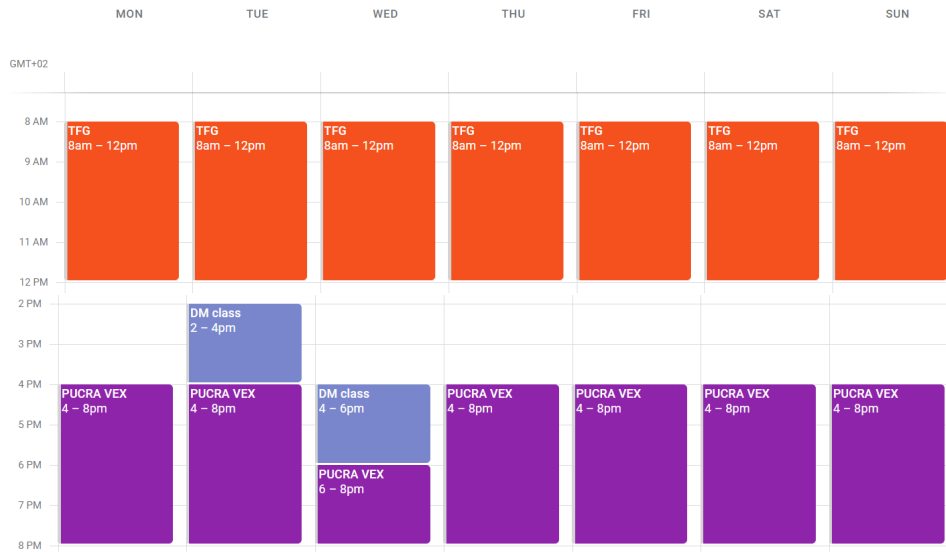 MON TUE WED THU FRI SAT SUN
GMT+02
8 AM
TFG TFG TFG TFG TFG TFG TFG
8am – 12pm 8am – 12pm 8am – 12pm 8am – 12pm 8am – 12pm 8am – 12pm 8am – 12pm
9 AM
10 AM
11 AM
12 PM
2 PM
DM class
2 – 4pm
3 PM
4 PM
PUCRA VEX PUCRA VEX DM class PUCRA VEX PUCRA VEX PUCRA VEX PUCRA VEX
4 – 8pm 4 – 8pm 4 – 6pm 4 – 8pm 4 – 8pm 4 – 8pm 4 – 8pm
5 PM
6 PM
PUCRA VEX
6 – 8pm
7 PM
8 PM